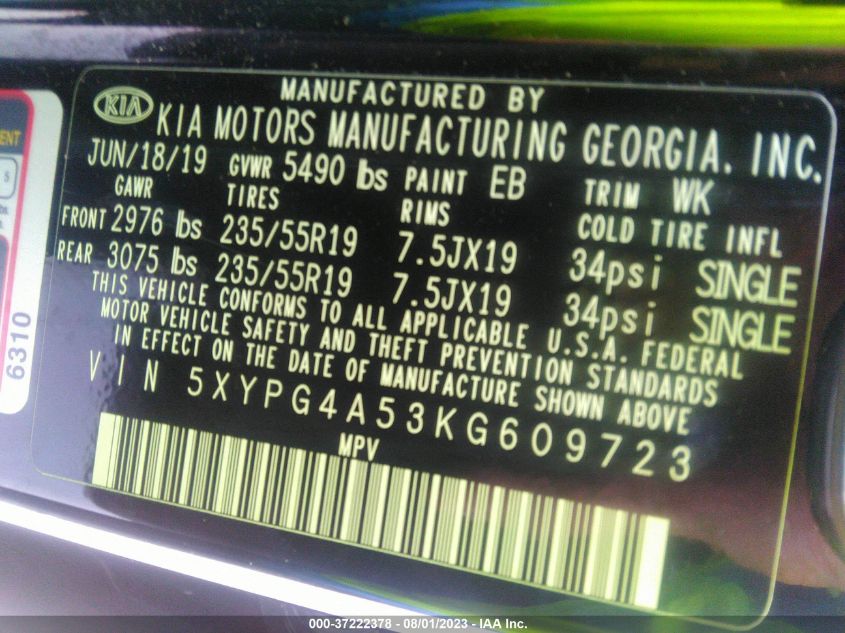 MANUFACTURED BY
KIA KIA MOTORS MANUFACTURING GEORGIA. INC.
JUN/18/19 GVWR 5490 lbs PAINT EB TRIM WK
GAWR TIRES RIMS COLD TIRE INFL
FRONT 2976 lbs 235/55R19 7.5JX19 34psi SINGLE
REAR 3075 lbs 235/55R19 7.5JX19 34psi SINGLE
THIS VEHICLE CONFORMS TO ALL APPLICABLE U.S.A. FEDERAL
MOTOR VEHICLE SAFETY AND THEFT PREVENTION STANDARDS
IN EFFECT ON THE DATE OF MANUFACTURE SHOWN ABOVE
VIN 5XYPG4A53KG609723
MPV
6310
000-37222378 - 08/01/2023 - IAA Inc.